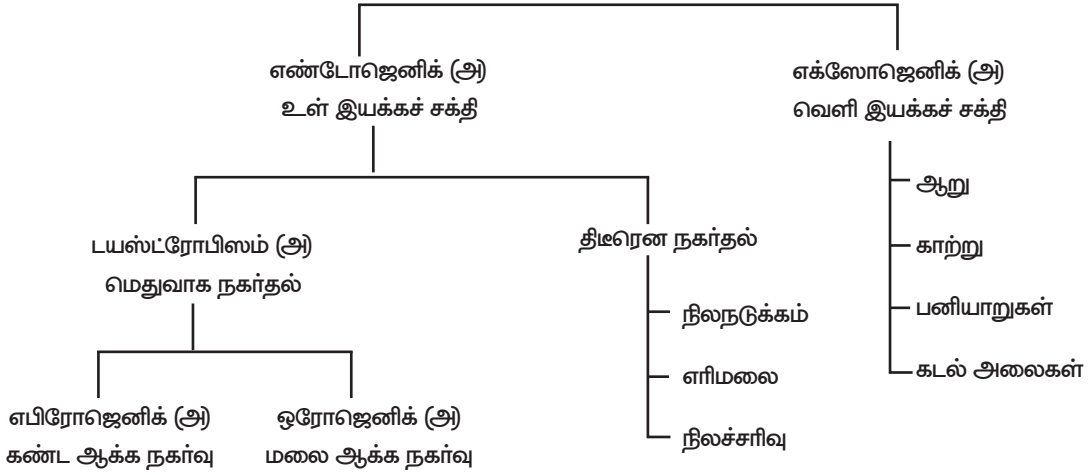 எண்டோஜெனிக் (அ)
உள் இயக்கச் சக்தி
எக்ஸோஜெனிக் (அ)
வெளி இயக்கச் சக்தி
டயஸ்ட்ரோபிஸம் (அ)
மெதுவாக நகர்தல்
எபிரோஜெனிக் (அ)
கண்ட ஆக்க நகர்வு
ஒரோஜெனிக் (அ)
மலை ஆக்க நகர்வு
திடீரென நகர்தல்
நிலநடுக்கம்
எரிமலை
நிலச்சரிவு
ஆறு
காற்று
பனியாறுகள்
கடல் அலைகள்